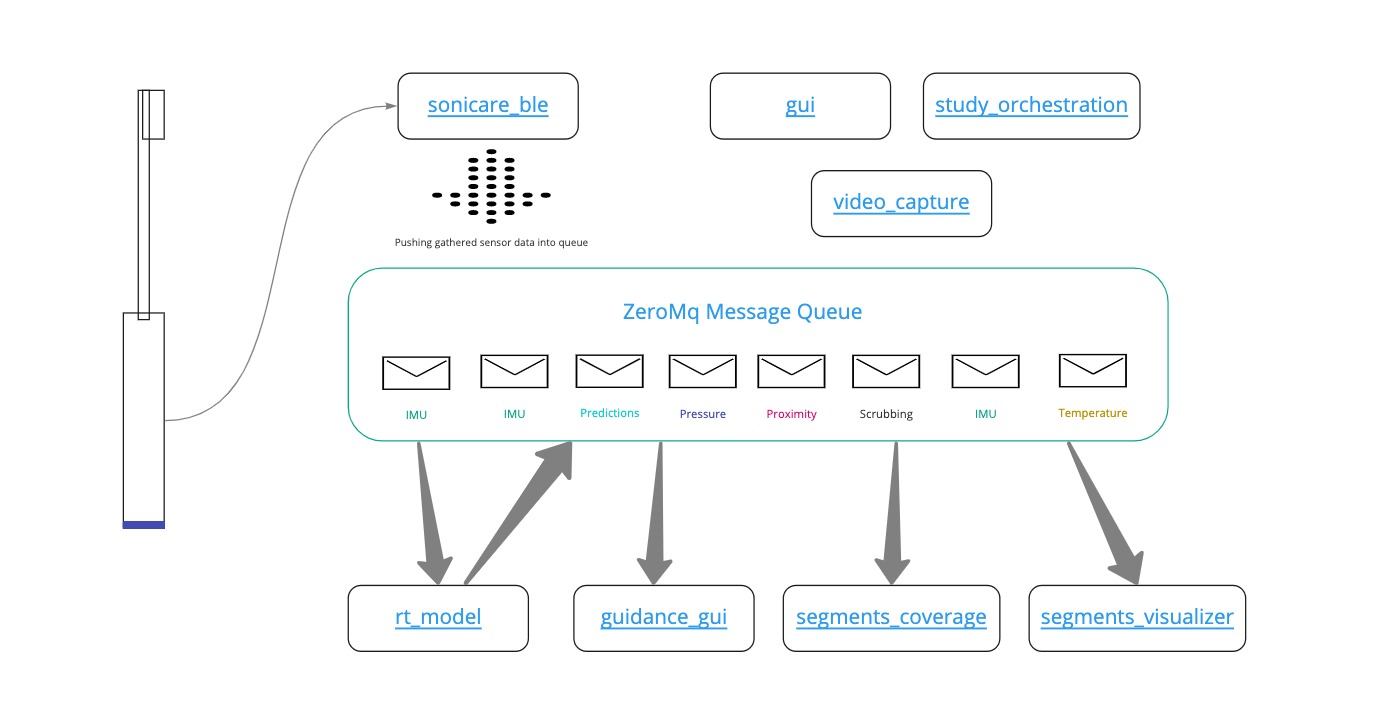 sonicare_ble
gui
study_orchestration
video_capture
Pushing gathered sensor data into queue
ZeroMq Message Queue
IMU
IMU
Predictions
Pressure
Proximity
Scrubbing
IMU
Temperature
rt_model
guidance_gui
segments_coverage
segments_visualizer